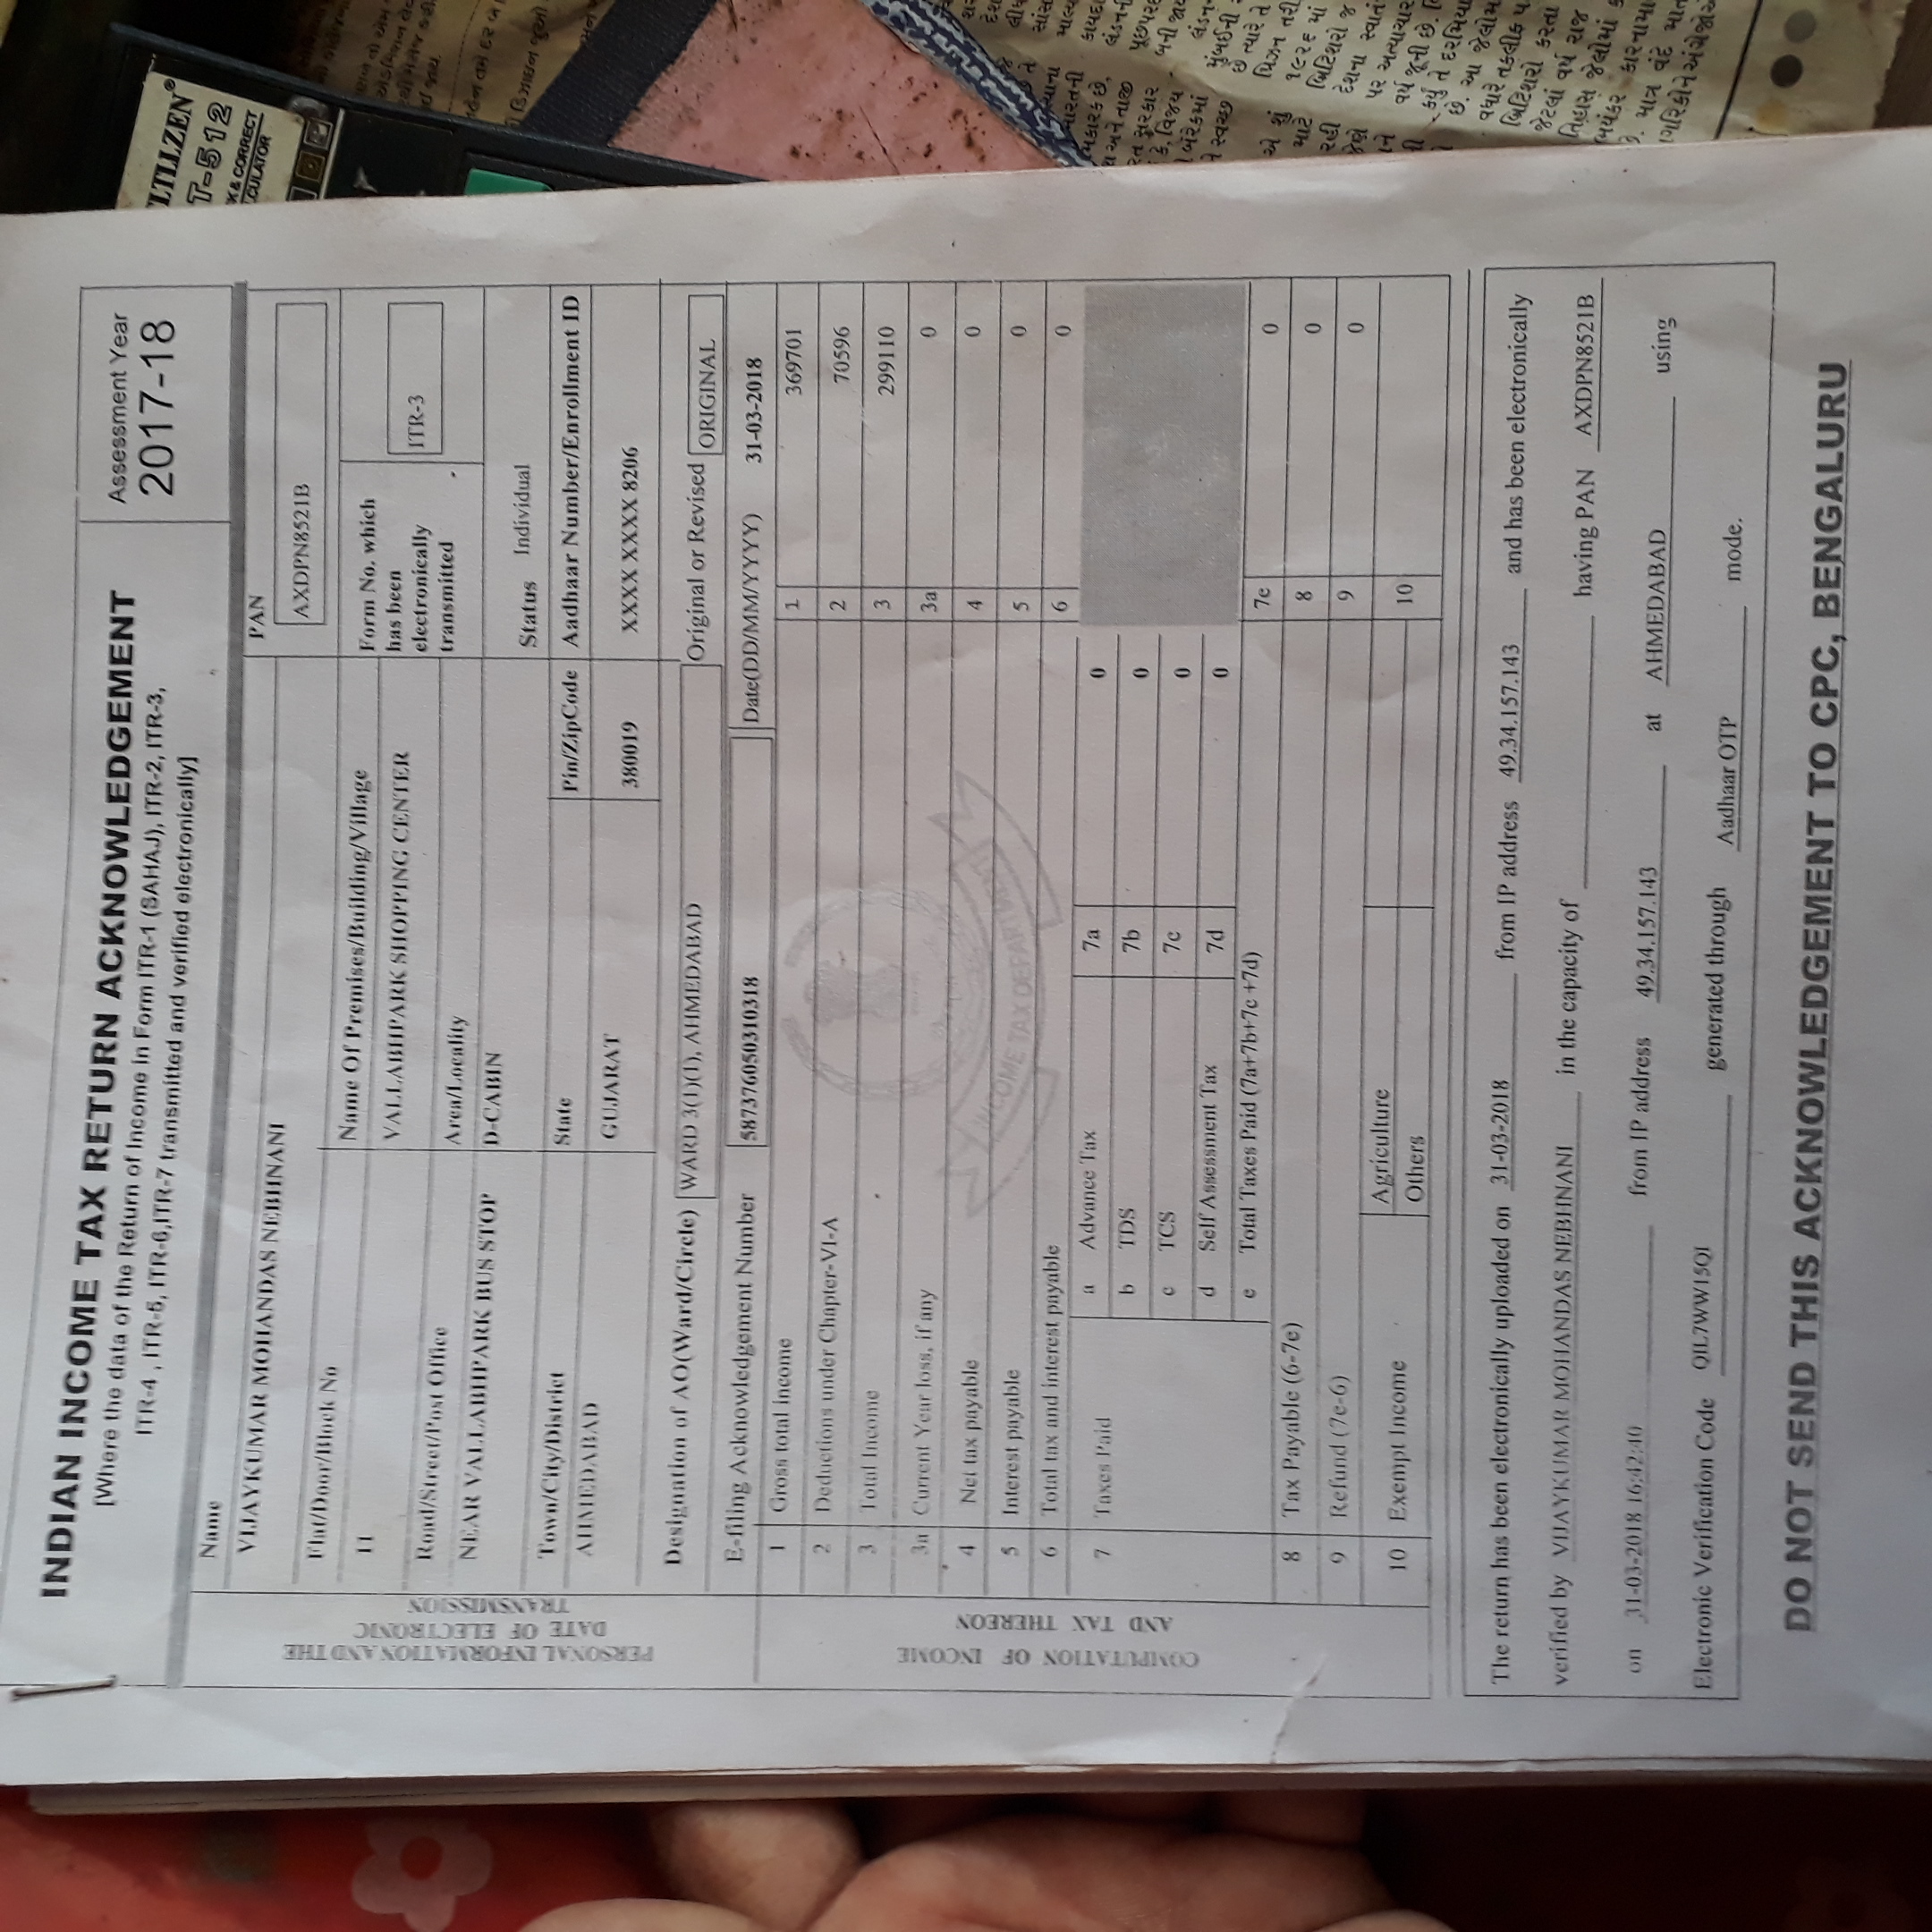 INDIAN INCOME TAX RETURN ACKNOWLEDGEMENT
[Where the data of the Return of Income in Form ITR-1 (SAHAJ), ITR-2, ITR-3,
ITR-4 , ITR-5, ITR-6,ITR-7 transmitted and verified electronically]
Assessment Year
2017-18
PERSONAL INFORMATION AND THE
DATE OF ELECTRONIC
TRANSMISSION
Name
VIJAYKUMAR MOHANDAS NEBHNANI
PAN
AXDPN8521B
Flat/Door/Block No
11
Name Of Premises/Building/Village
VALLABHPARK SHOPPING CENTER
Form No. which
has been
electronically
transmitted
ITR-3
Road/Street/Post Office
NEAR VALLABHPARK BUS STOP
Area/Locality
D-CABIN
Status Individual
Town/City/District
AHMEDABAD
State
GUJARAT
Pin/ZipCode
380019
Aadhaar Number/Enrollment ID
XXXX XXXX 8206
Designation of AO(Ward/Circle) WARD 3(1)(1), AHMEDABAD
Original or Revised ORIGINAL
E-filing Acknowledgement Number 587376050310318
Date(DD/MM/YYYY) 31-03-2018
COMPUTATION OF INCOME
AND TAX THEREON
1 Gross total income 1 369701
2 Deductions under Chapter-VI-A 2 70596
3 Total Income 3 299110
3a Current Year loss, if any 3a 0
4 Net tax payable 4 0
5 Interest payable 5 0
6 Total tax and interest payable 6 0
INCOME TAX DEPARTMENT
7 Taxes Paid
a Advance Tax 7a 0
b TDS 7b 0
c TCS 7c 0
d Self Assessment Tax 7d 0
e Total Taxes Paid (7a+7b+7c +7d) 7e 0
8 Tax Payable (6-7e) 8 0
9 Refund (7e-6) 9 0
10 Exempt Income
Agriculture
Others
10
The return has been electronically uploaded on 31-03-2018 from IP address 49.34.157.143 and has been electronically
verified by VIJAYKUMAR MOHANDAS NEBHNANI in the capacity of having PAN AXDPN8521B
on 31-03-2018 16:42:40 from IP address 49.34.157.143 at AHMEDABAD using
Electronic Verification Code QIL7WW15QI generated through Aadhaar OTP mode.
DO NOT SEND THIS ACKNOWLEDGEMENT TO CPC, BENGALURU
LTLLZEN®
T-512
& CORRECT
CULATOR